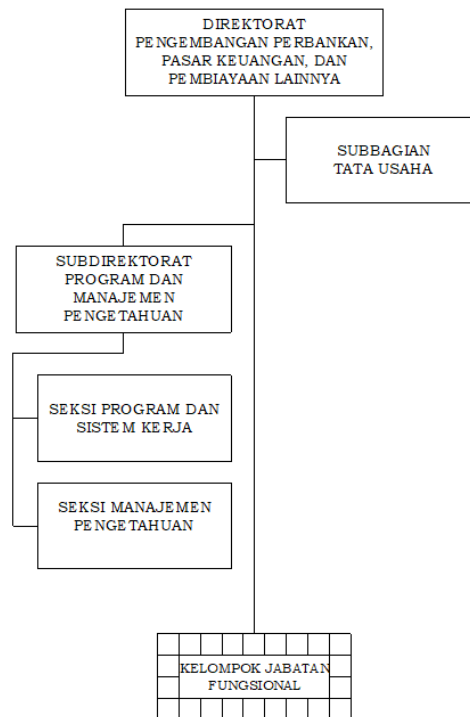 DIREKTORAT
PENGEMBANGAN PERBANKAN,
PASAR KEUANGAN, DAN
PEMBIAYAAN LAINNYA
SUBBAGIAN
TATA USAHA
SUBDIREKTORAT
PROGRAM DAN
MANAJEMEN
PENGETAHUAN
SEKSI PROGRAM DAN
SISTEM KERJA
SEKSI MANAJEMEN
PENGETAHUAN
KELOMPOK JABATAN
FUNGSIONAL